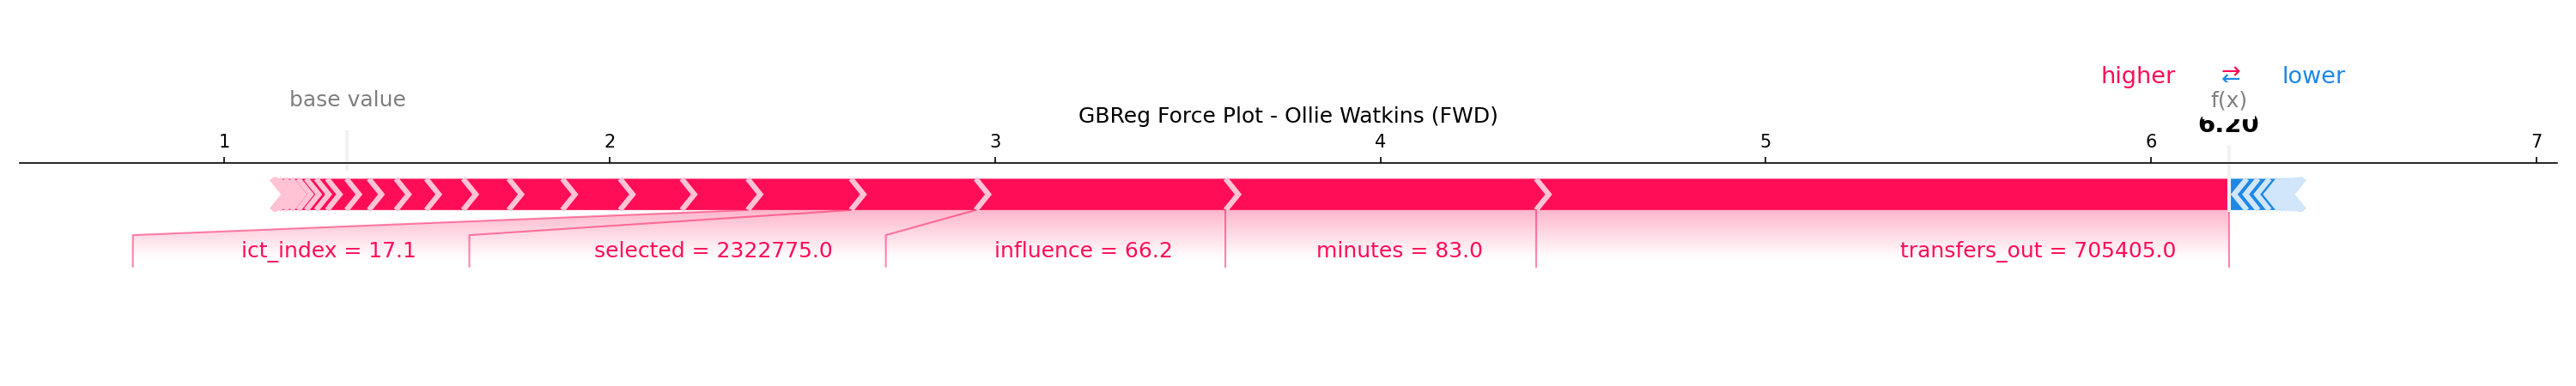 higher ⇄ lower
base value
f(x)
GBReg Force Plot - Ollie Watkins (FWD)
6.20
1 2 3 4 5 6 7
ict_index = 17.1 selected = 2322775.0 influence = 66.2 minutes = 83.0 transfers_out = 705405.0